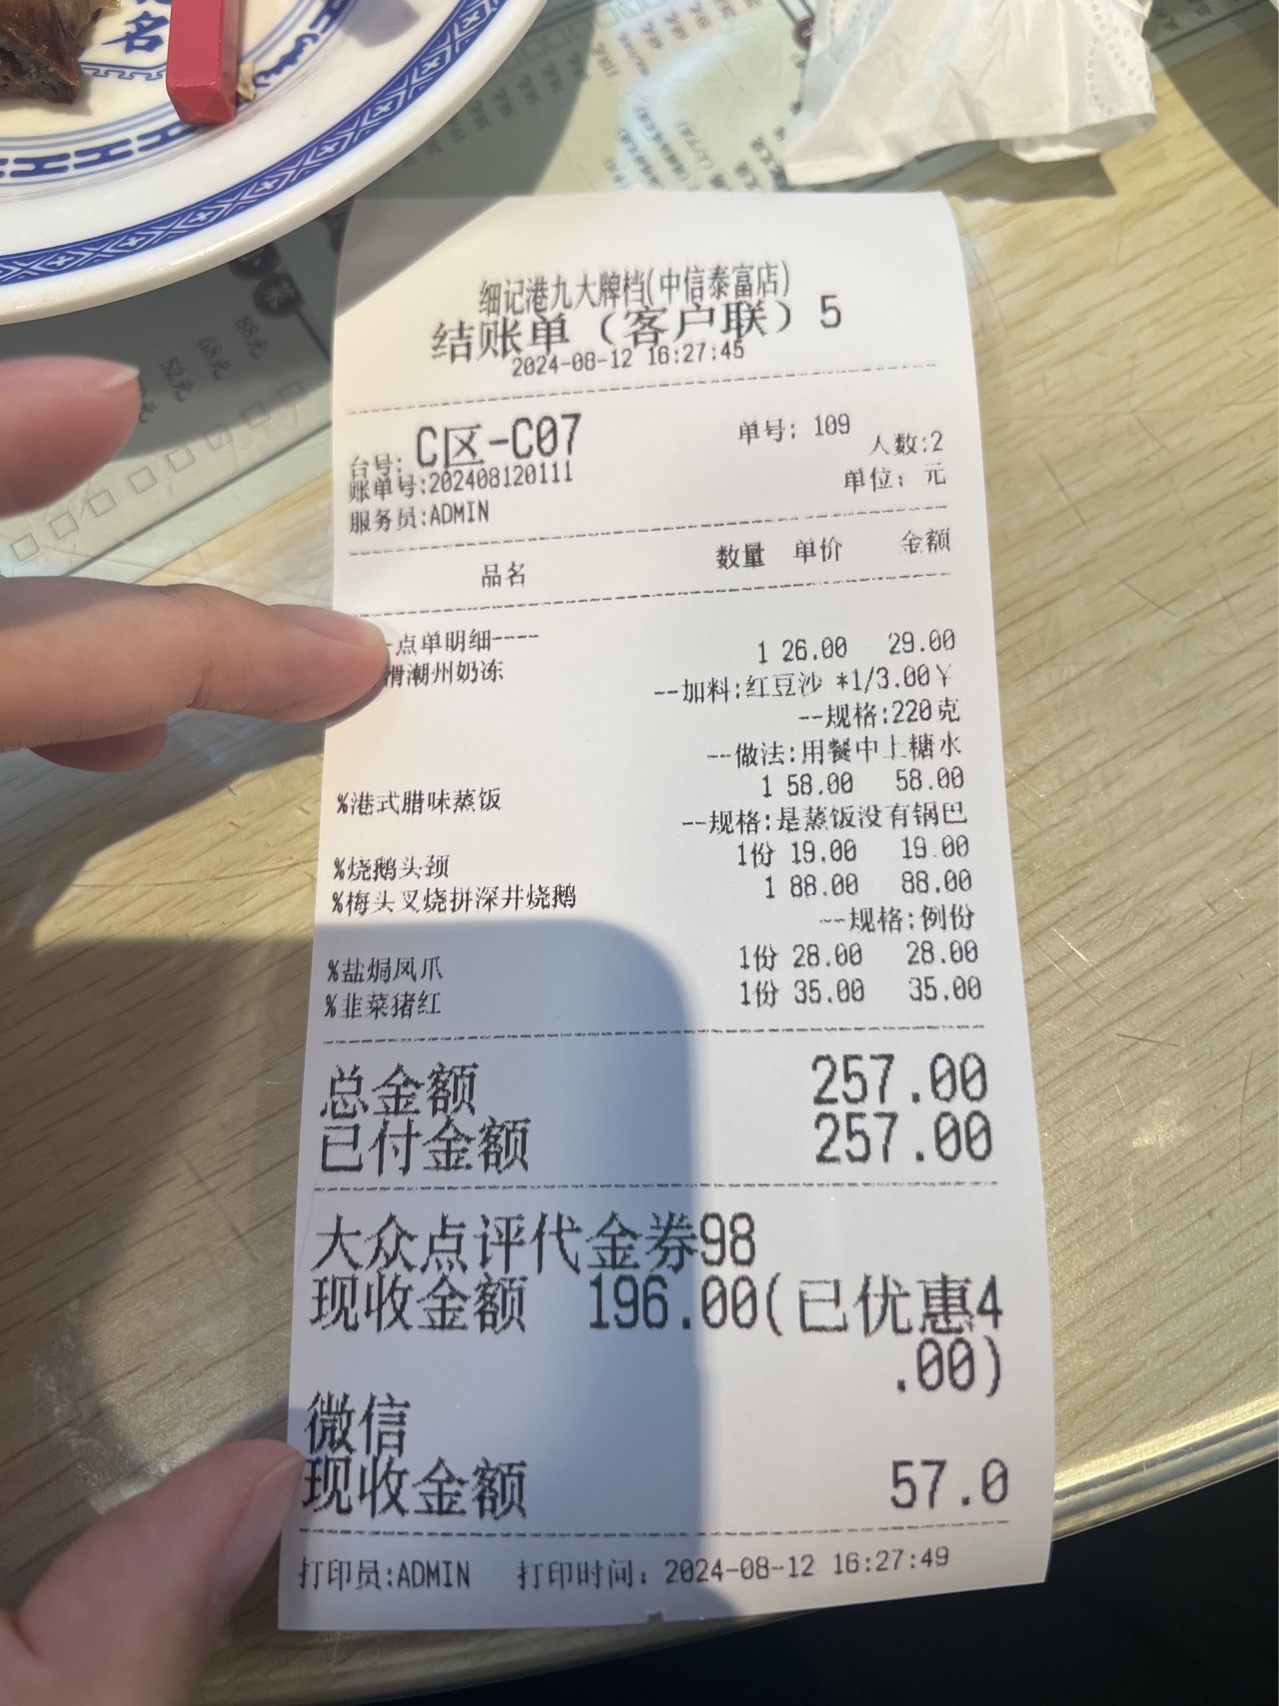 名
68元
68元
52元
细记港九大牌档(中信泰富店)
结账单（客户联）5
2024-08-12 16:27:45
台号: C区-C07 单号: 109
账单号:202408120111 人数:2
服务员:ADMIN 单位: 元
品名 数量 单价 金额
-点单明细----
滑潮州奶冻 1 26.00 29.00
--加料:红豆沙 *1/3.00¥
--规格:220克
--做法:用餐中上糖水
%港式腊味蒸饭 1 58.00 58.00
--规格:是蒸饭没有锅巴
%烧鹅头颈 1份 19.00 19.00
%梅头叉烧拼深井烧鹅 1 88.00 88.00
--规格:例份
%盐焗凤爪 1份 28.00 28.00
%韭菜猪红 1份 35.00 35.00
总金额 257.00
已付金额 257.00
大众点评代金券98
现收金额 196.00(已优惠4
.00)
微信
现收金额 57.0
打印员:ADMIN 打印时间: 2024-08-12 16:27:49